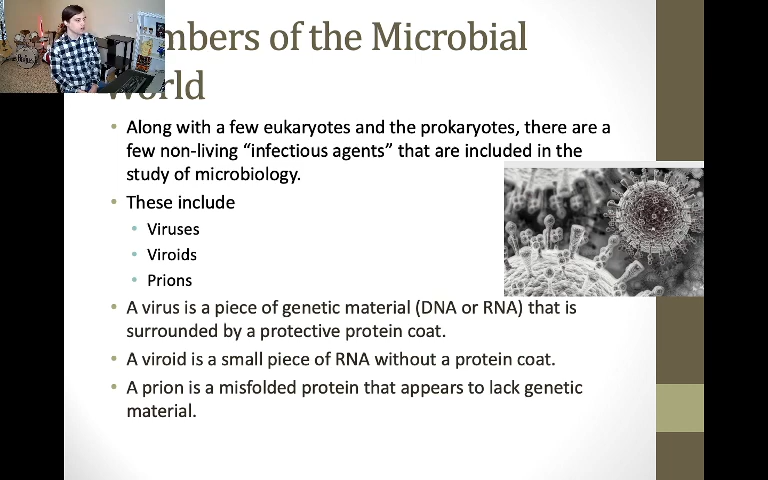 mbers of the Microbial
World
Along with a few eukaryotes and the prokaryotes, there are a
few non-living “infectious agents” that are included in the
study of microbiology.
These include
Viruses
Viroids
Prions
A virus is a piece of genetic material (DNA or RNA) that is
surrounded by a protective protein coat.
A viroid is a small piece of RNA without a protein coat.
A prion is a misfolded protein that appears to lack genetic
material.